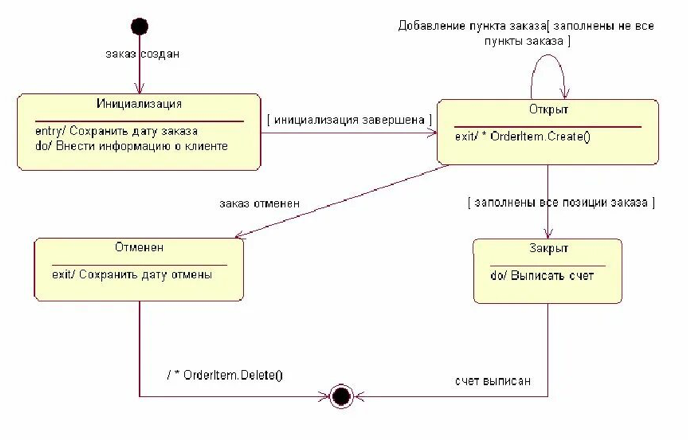 Добавление пункта заказа[ заполнены не все
пункты заказа ]
заказ создан
Инициализация
entry/ Сохранить дату заказа
do/ Внести информацию о клиенте
[ инициализация завершена ]
Открыт
exit/ * OrderItem.Create()
заказ отменен
[ заполнены все позиции заказа ]
Отменен
exit/ Сохранить дату отмены
Закрыт
do/ Выписать счет
/ * OrderItem.Delete()
счет выписан